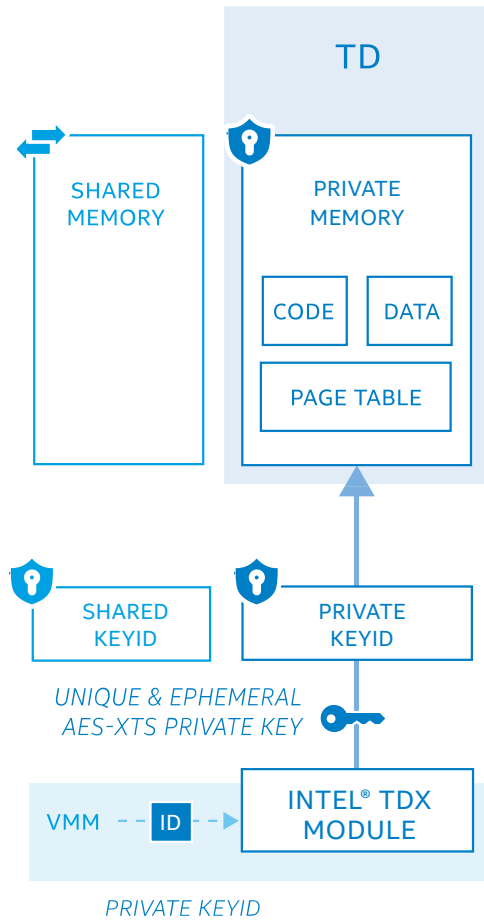 TD
SHARED
MEMORY
PRIVATE
MEMORY
CODE
DATA
PAGE TABLE
SHARED
KEYID
PRIVATE
KEYID
UNIQUE & EPHEMERAL
AES-XTS PRIVATE KEY
VMM
ID
INTEL® TDX
MODULE
PRIVATE KEYID